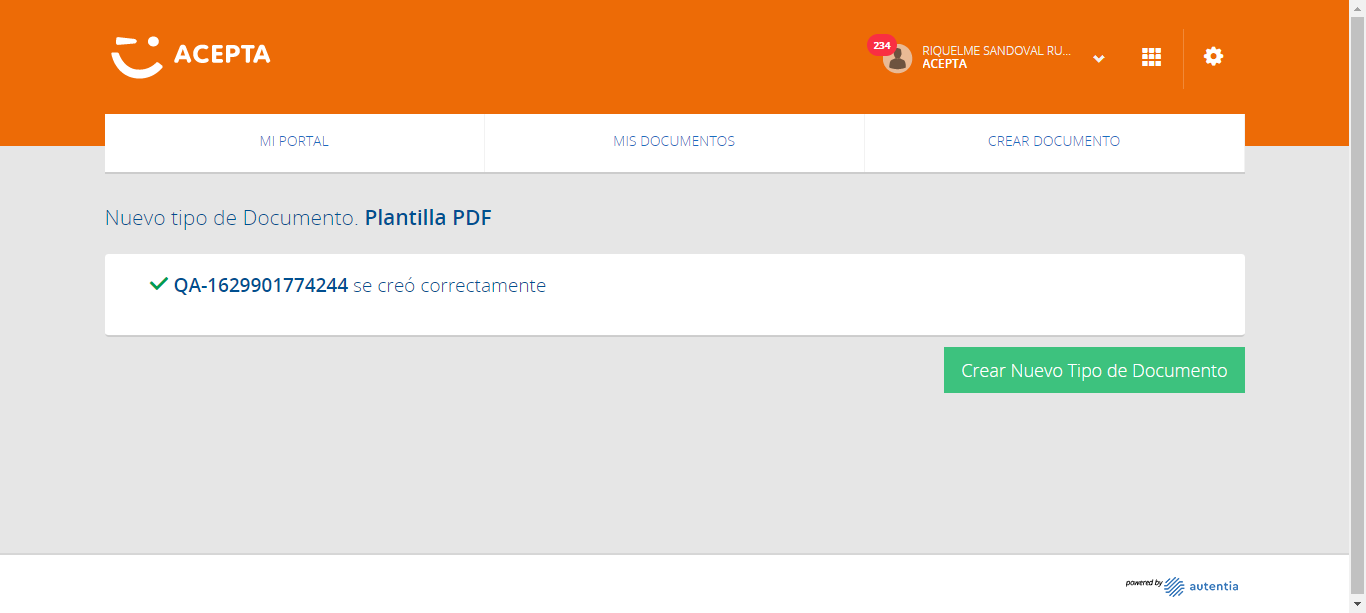 ACEPTA
234
RIQUELME SANDOVAL RU...
ACEPTA
MI PORTAL
MIS DOCUMENTOS
CREAR DOCUMENTO
Nuevo tipo de Documento. Plantilla PDF
QA-1629901774244 se creó correctamente
Crear Nuevo Tipo de Documento
powered by autentia